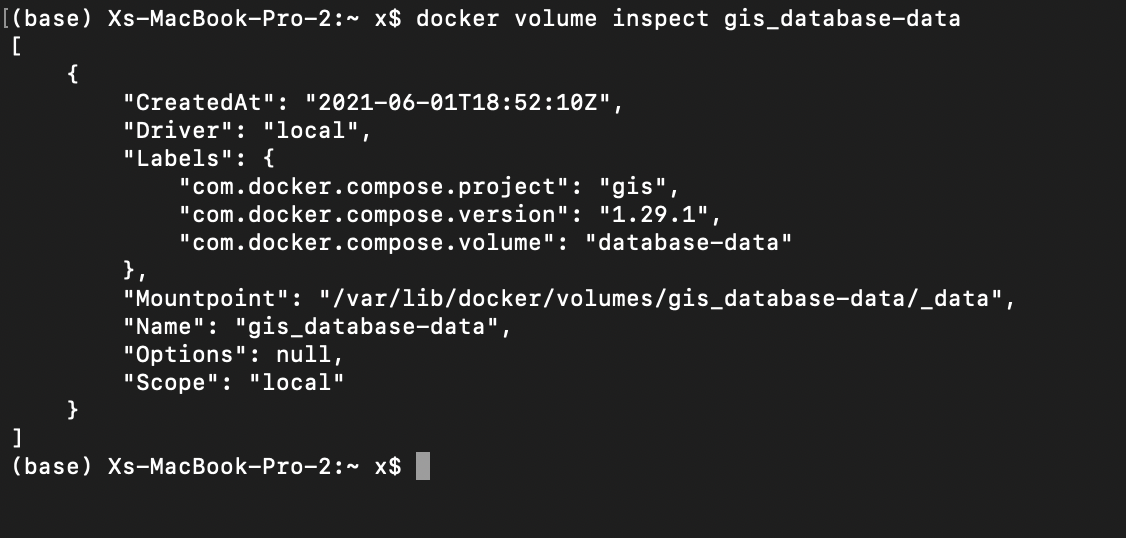 [(base) Xs-MacBook-Pro-2:~ x$ docker volume inspect gis_database-data
[
    {
        "CreatedAt": "2021-06-01T18:52:10Z",
        "Driver": "local",
        "Labels": {
            "com.docker.compose.project": "gis",
            "com.docker.compose.version": "1.29.1",
            "com.docker.compose.volume": "database-data"
        },
        "Mountpoint": "/var/lib/docker/volumes/gis_database-data/_data",
        "Name": "gis_database-data",
        "Options": null,
        "Scope": "local"
    }
]
(base) Xs-MacBook-Pro-2:~ x$